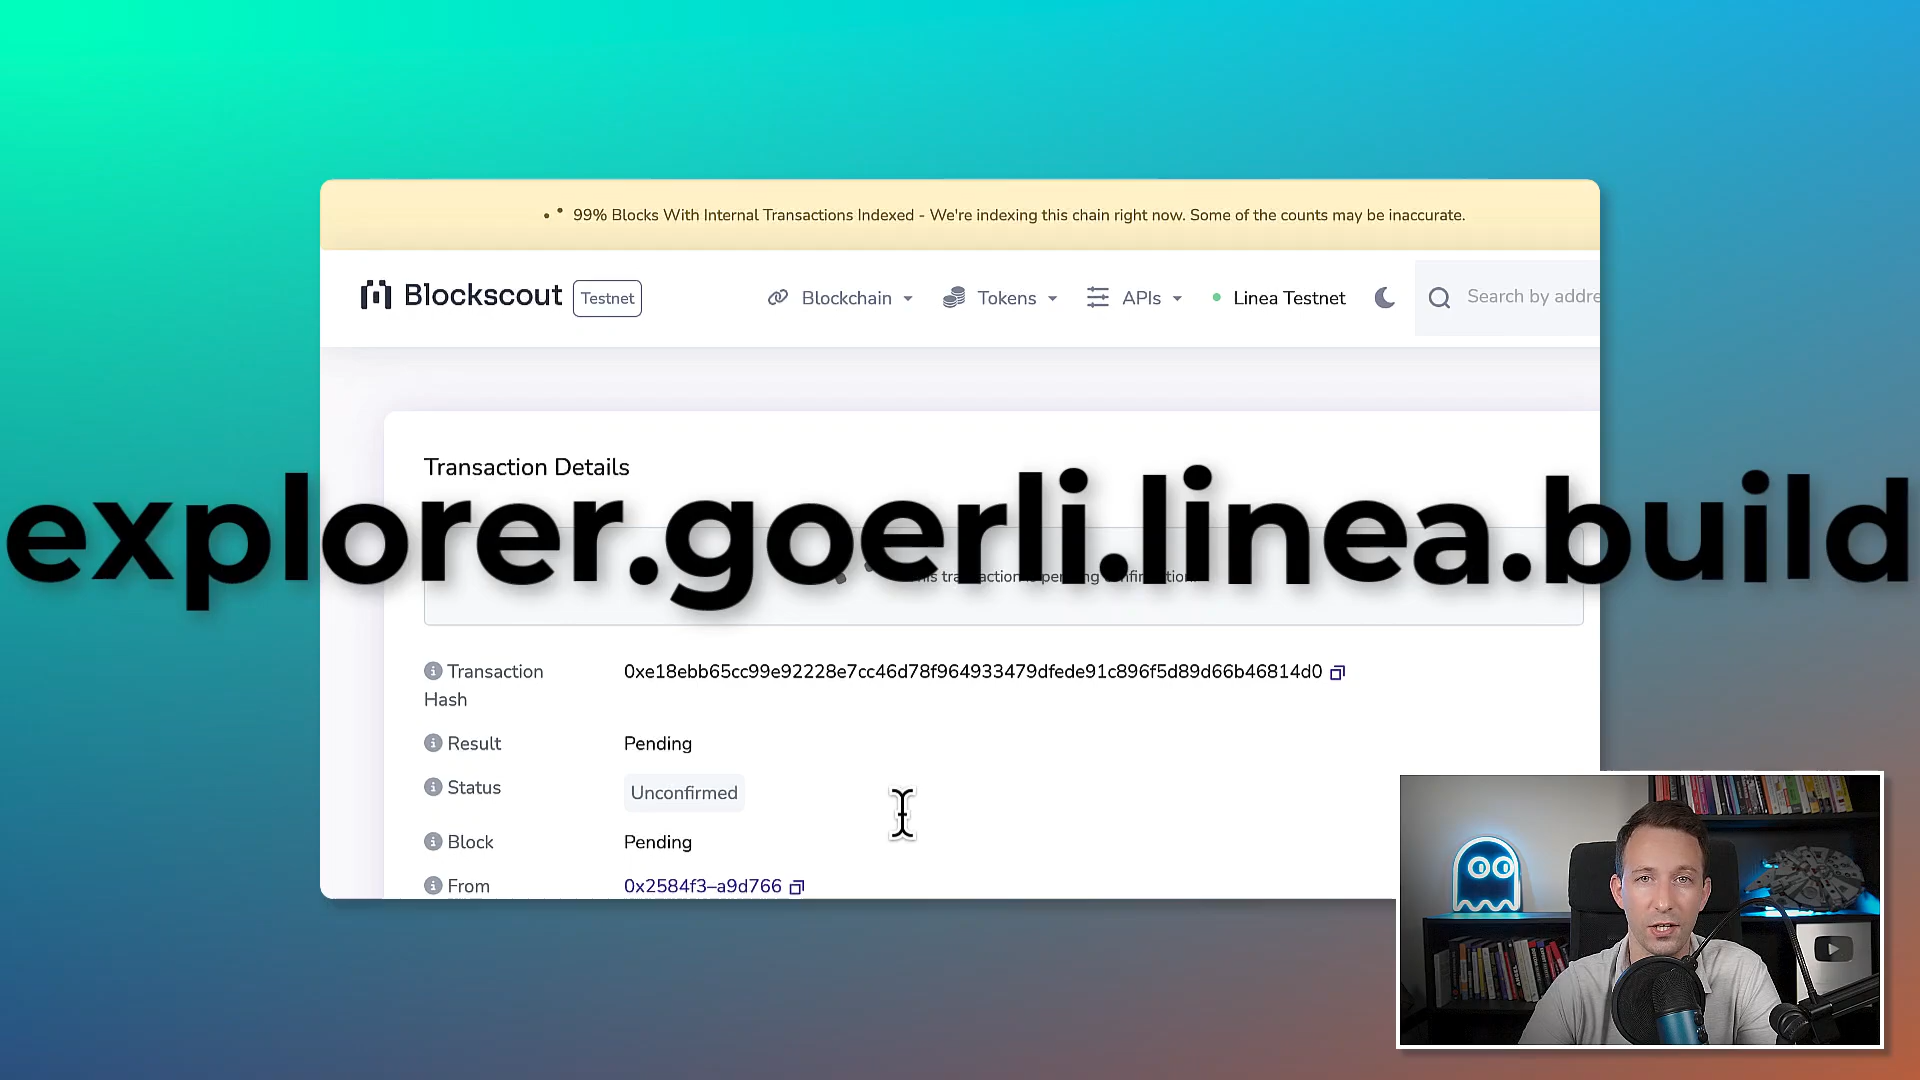 99% Blocks With Internal Transactions Indexed - We're indexing this chain right now. Some of the counts may be inaccurate.
Blockscout Testnet Blockchain Tokens APIs Linea Testnet Search by addre
Transaction Details
explorer.goerli.linea.build
Transaction Hash 0xe18ebb65cc99e92228e7cc46d78f964933479dfede91c896f5d89d66b46814d0
Result Pending
Status Unconfirmed
Block Pending
From 0x2584f3–a9d766